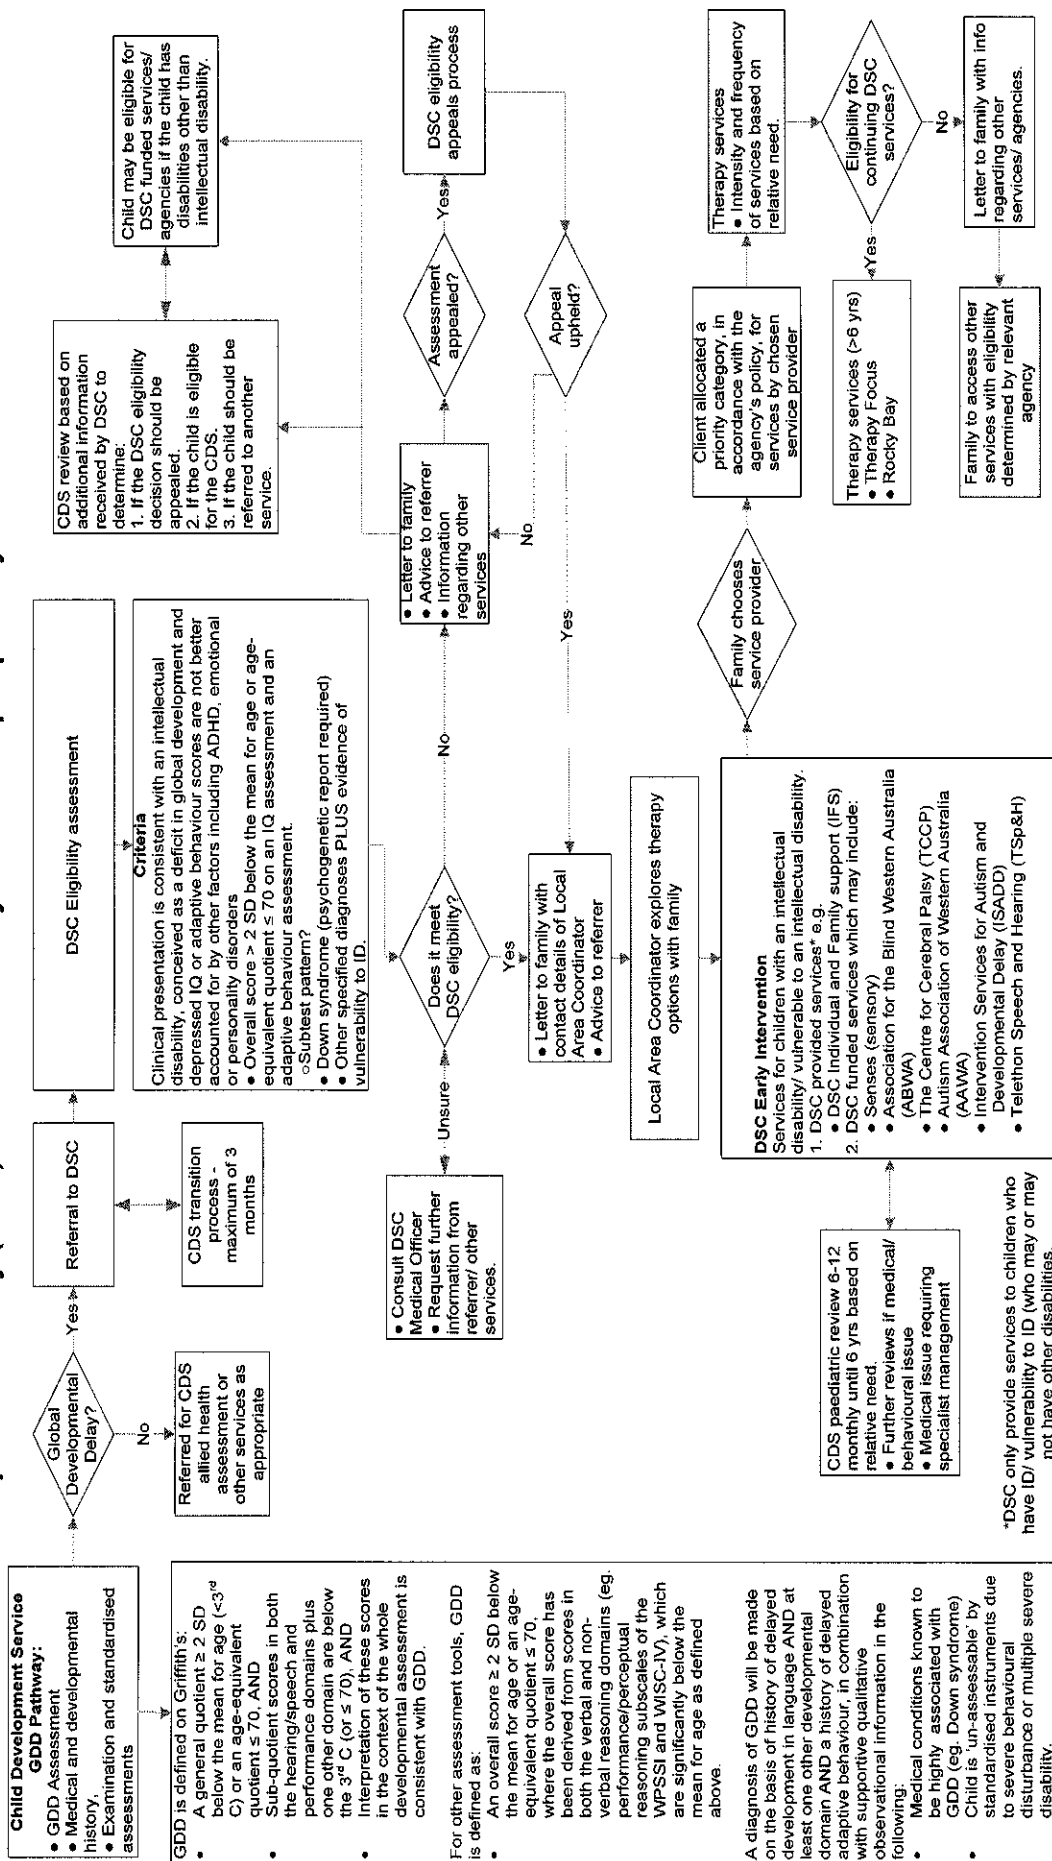 Child Development Service
GDD Pathway:
• GDD Assessment
• Medical and developmental
history,
• Examination and standardised
assessments
Global
Developmental
Delay?
Yes
No
Referred for CDS
allied health
assessment or
other services as
appropriate
Referral to DSC
CDS transition
process -
maximum of 3
months
DSC Eligibility assessment
Criteria
Clinical presentation is consistent with an intellectual
disability, conceived as a deficit in global development and
depressed IQ or adaptive behaviour scores are not better
accounted for by other factors including ADHD, emotional
or personality disorders
• Overall score > 2 SD below the mean for age or age-
equivalent quotient ≤ 70 on an IQ assessment and an
adaptive behaviour assessment.
○Subtest pattern?
• Down syndrome (psychogenetic report required)
• Other specified diagnoses PLUS evidence of
vulnerability to ID.
CDS review based on
additional information
received by DSC to
determine:
1. If the DSC eligibility
decision should be
appealed.
2. If the child is eligible
for the CDS.
3. If the child should be
referred to another
service.
Child may be eligible for
DSC funded services/
agencies if the child has
disabilities other than
intellectual disability.
GDD is defined on Griffith's:
• A general quotient ≥ 2 SD
below the mean for age (<3rd
C) or an age-equivalent
quotient ≤ 70, AND
• Sub-quotient scores in both
the hearing/speech and
performance domains plus
one other domain are below
the 3rd C (or ≤ 70), AND
• Interpretation of these scores
in the context of the whole
developmental assessment is
consistent with GDD.
For other assessment tools, GDD
is defined as:
• An overall score ≥ 2 SD below
the mean for age or an age-
equivalent quotient ≤ 70,
where the overall score has
been derived from scores in
both the verbal and non-
verbal reasoning domains (eg.
performance/perceptual
reasoning subscales of the
WPSSI and WISC-IV), which
are significantly below the
mean for age as defined
above.
A diagnosis of GDD will be made
on the basis of history of delayed
development in language AND at
least one other developmental
domain AND a history of delayed
adaptive behaviour, in combination
with supportive qualitative
observational information in the
following:
• Medical conditions known to
be highly associated with
GDD (eg. Down syndrome)
• Child is 'un-assessable' by
standardised instruments due
to severe behavioural
disturbance or multiple severe
disability.
• Consult DSC
Medical Officer
• Request further
information from
referrer/ other
services.
Unsure
Does it meet
DSC eligibility?
No
Yes
• Letter to family
• Advice to referrer
• Information
regarding other
services
Assessment
appealed?
Yes
DSC eligibility
appeals process
Appeal
upheld?
No
Yes
• Letter to family with
contact details of Local
Area Coordinator
• Advice to referrer
Local Area Coordinator explores therapy
options with family
DSC Early Intervention
Services for children with an intellectual
disability/ vulnerable to an intellectual disability.
1. DSC provided services* e.g.
• DSC Individual and Family support (IFS)
2. DSC funded services which may include:
• Senses (sensory)
• Association for the Blind Western Australia
(ABWA)
• The Centre for Cerebral Palsy (TCCP)
• Autism Association of Western Australia
(AAWA)
• Intervention Services for Autism and
Developmental Delay (ISADD)
• Telethon Speech and Hearing (TSp&H)
CDS paediatric review 6-12
monthly until 6 yrs based on
relative need.
• Further reviews if medical/
behavioural issue
• Medical issue requiring
specialist management
*DSC only provide services to children who
have ID/ vulnerability to ID (who may or may
not have other disabilities.
Family chooses
service provider
Client allocated a
priority category, in
accordance with the
agency's policy, for
services by chosen
service provider
Therapy services
• Intensity and frequency
of services based on
relative need.
Eligibility for
continuing DSC
services?
Yes
No
Therapy services (>6 yrs)
• Therapy Focus
• Rocky Bay
Letter to family with info
regarding other
services/ agencies.
Family to access other
services with eligibility
determined by relevant
agency